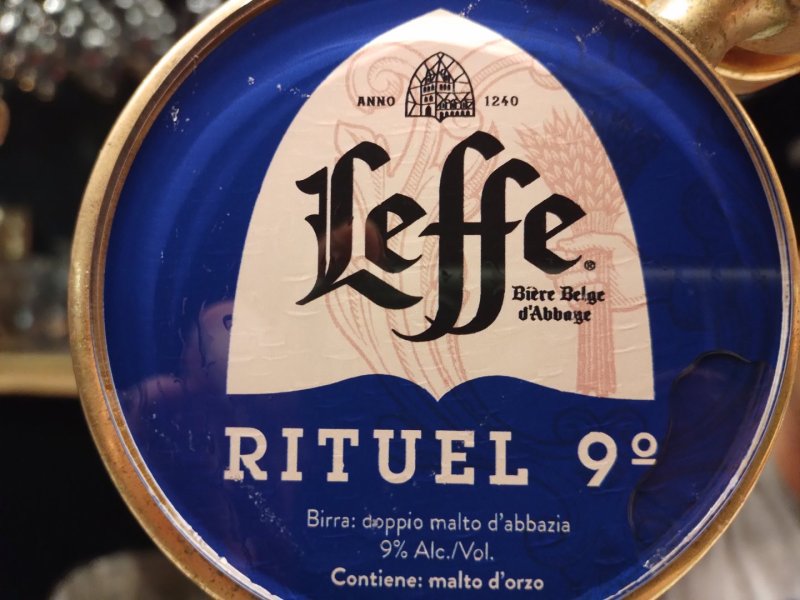 ANNO 1240
Leffe®
Bière Belge
d'Abbaye
RITUEL 9º
Birra: doppio malto d'abbazia
9% Alc./Vol.
Contiene: malto d'orzo